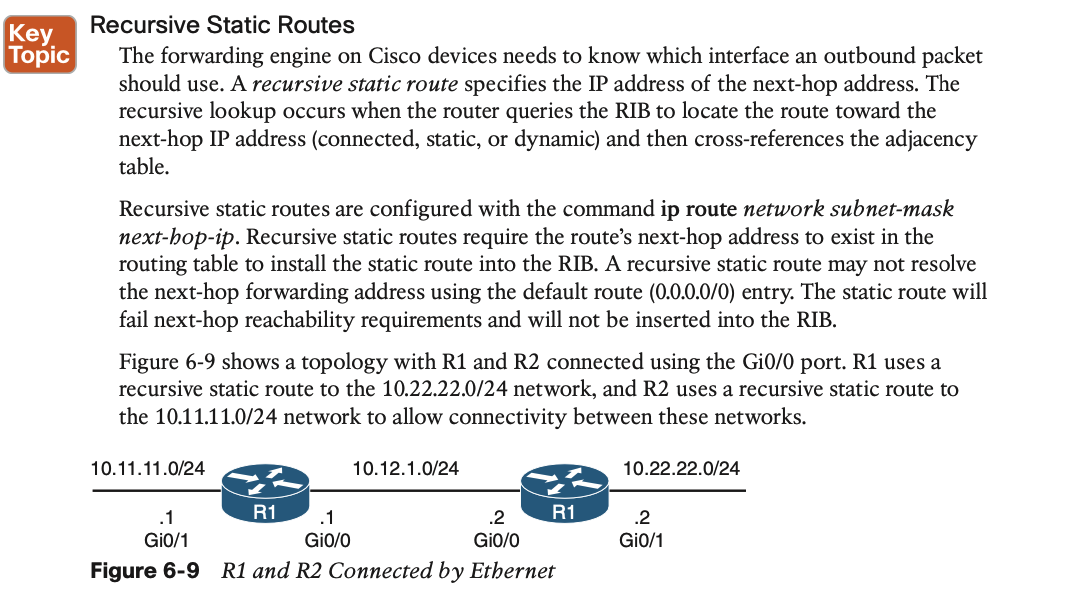 Key
Topic
Recursive Static Routes
The forwarding engine on Cisco devices needs to know which interface an outbound packet
should use. A recursive static route specifies the IP address of the next-hop address. The
recursive lookup occurs when the router queries the RIB to locate the route toward the
next-hop IP address (connected, static, or dynamic) and then cross-references the adjacency
table.
Recursive static routes are configured with the command ip route network subnet-mask
next-hop-ip. Recursive static routes require the route’s next-hop address to exist in the
routing table to install the static route into the RIB. A recursive static route may not resolve
the next-hop forwarding address using the default route (0.0.0.0/0) entry. The static route will
fail next-hop reachability requirements and will not be inserted into the RIB.
Figure 6-9 shows a topology with R1 and R2 connected using the Gi0/0 port. R1 uses a
recursive static route to the 10.22.22.0/24 network, and R2 uses a recursive static route to
the 10.11.11.0/24 network to allow connectivity between these networks.
10.11.11.0/24 10.12.1.0/24 10.22.22.0/24
R1 R1
.1 .1 .2 .2
Gi0/1 Gi0/0 Gi0/0 Gi0/1
Figure 6-9 R1 and R2 Connected by Ethernet